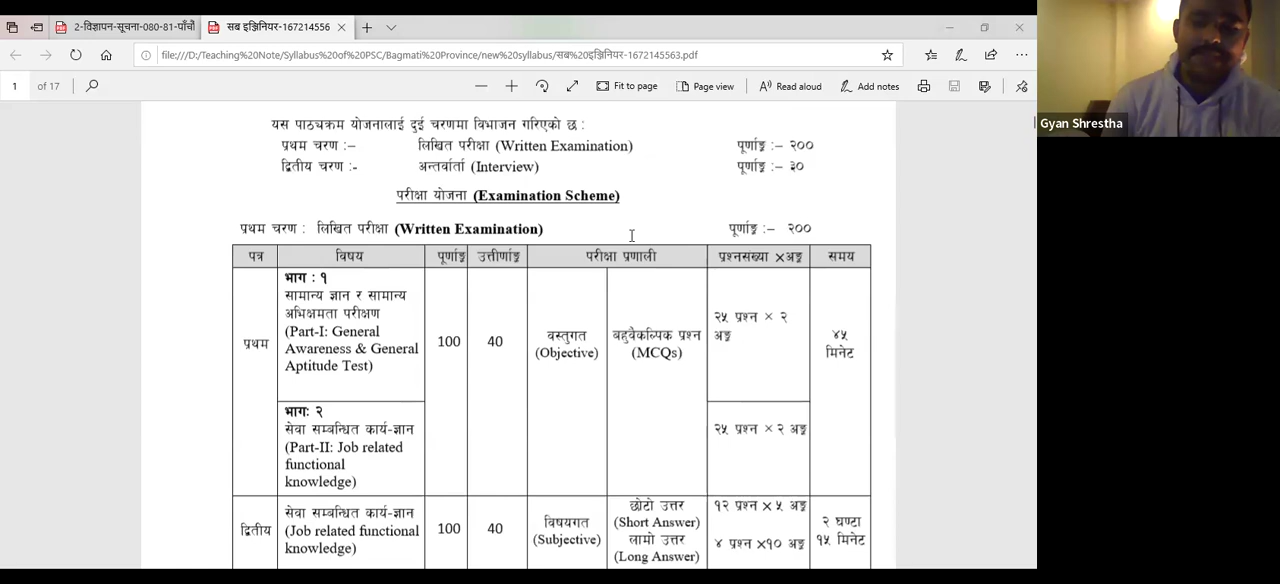 2-विज्ञापन-सूचना-080-81-पाँचौं
सब इञ्जिनियर-167214556
file:///D:/Teaching%20Note/Syllabus%20of%20PSC/Bagmati%20Province/new%20syllabus/सब%20इञ्जिनियर-1672145563.pdf
1 of 17
Fit to page
Page view
Read aloud
Add notes
Gyan Shrestha
यस पाठ्यक्रम योजनालाई दुई चरणमा विभाजन गरिएको छ :
प्रथम चरण :– लिखित परीक्षा (Written Examination) पूर्णाङ्क :– २००
द्वितीय चरण :- अन्तर्वार्ता (Interview) पूर्णाङ्क :– ३०
परीक्षा योजना (Examination Scheme)
प्रथम चरण : लिखित परीक्षा (Written Examination) पूर्णाङ्क :– २००
पत्र विषय पूर्णाङ्क उत्तीर्णाङ्क परीक्षा प्रणाली प्रश्नसंख्या ×अङ्क समय
प्रथम
भाग : १
सामान्य ज्ञान र सामान्य
अभिक्षमता परीक्षण
(Part-I: General
Awareness & General
Aptitude Test)
100
40
वस्तुगत
(Objective)
बहुवैकल्पिक प्रश्न
(MCQs)
२५ प्रश्न × २
अङ्क
४५
मिनेट
भाग: २
सेवा सम्बन्धित कार्य-ज्ञान
(Part-II: Job related
functional
knowledge)
२५ प्रश्न × २ अङ्क
द्वितीय
सेवा सम्बन्धित कार्य-ज्ञान
(Job related functional
knowledge)
100
40
विषयगत
(Subjective)
छोटो उत्तर
(Short Answer)
लामो उत्तर
(Long Answer)
१२ प्रश्न × ५ अङ्क
४ प्रश्न ×१० अङ्क
२ घण्टा
१५ मिनेट